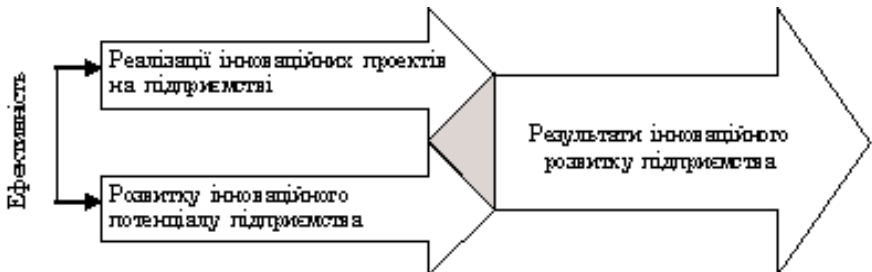 Ефективність
Реалізації інноваційних проектів
на підприємстві
Розвитку інноваційного
потенціалу підприємства
Результати інноваційного
розвитку підприємства